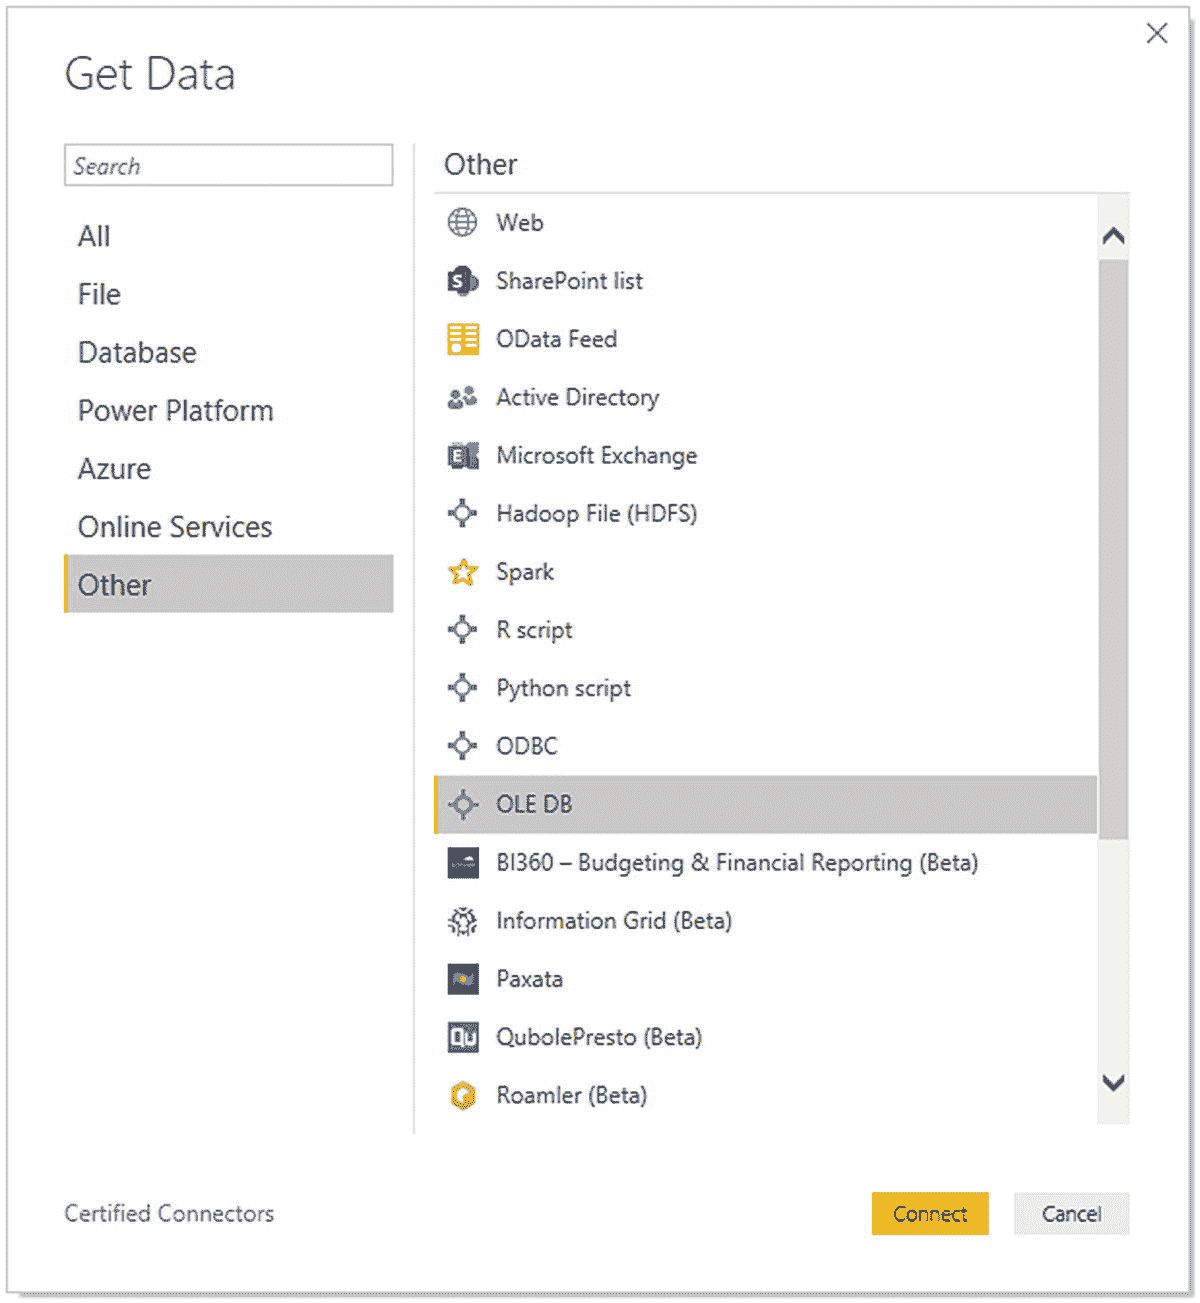 Get Data
Search
All
File
Database
Power Platform
Azure
Online Services
Other
Other
Web
SharePoint list
OData Feed
Active Directory
Microsoft Exchange
Hadoop File (HDFS)
Spark
R script
Python script
ODBC
OLE DB
BI360 – Budgeting & Financial Reporting (Beta)
Information Grid (Beta)
Paxata
QubolePresto (Beta)
Roamler (Beta)
Certified Connectors
Connect
Cancel